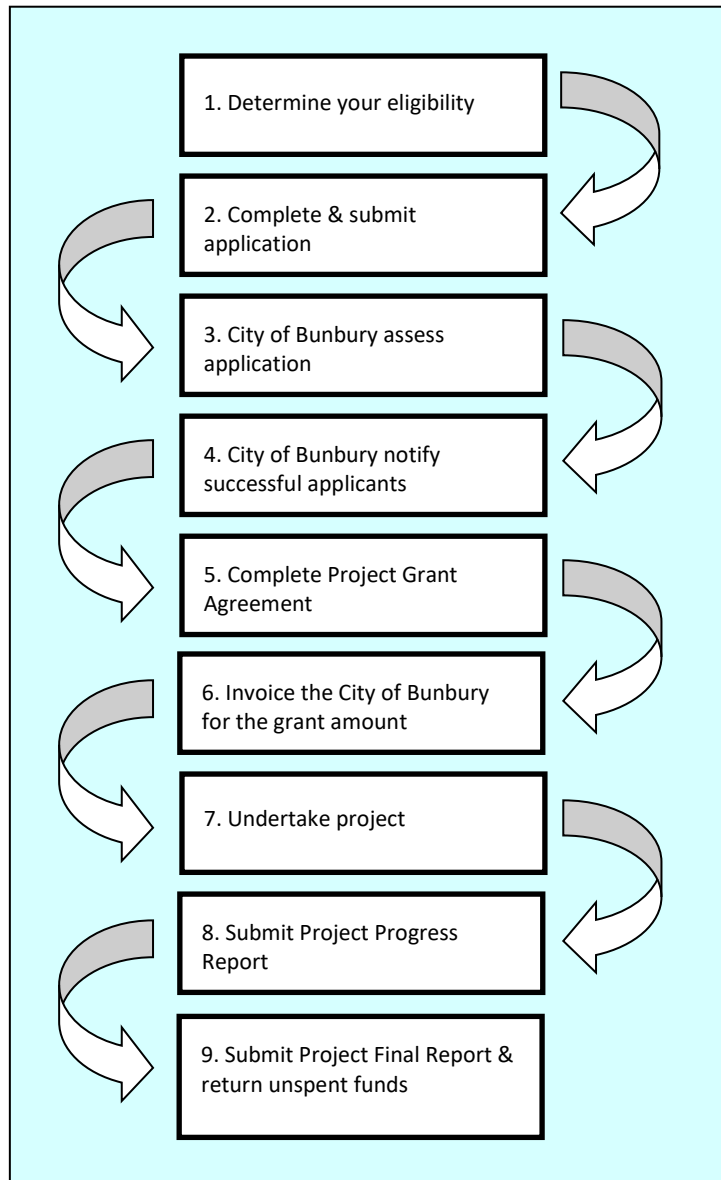 1. Determine your eligibility
2. Complete & submit
application
3. City of Bunbury assess
application
4. City of Bunbury notify
successful applicants
5. Complete Project Grant
Agreement
6. Invoice the City of Bunbury
for the grant amount
7. Undertake project
8. Submit Project Progress
Report
9. Submit Project Final Report &
return unspent funds